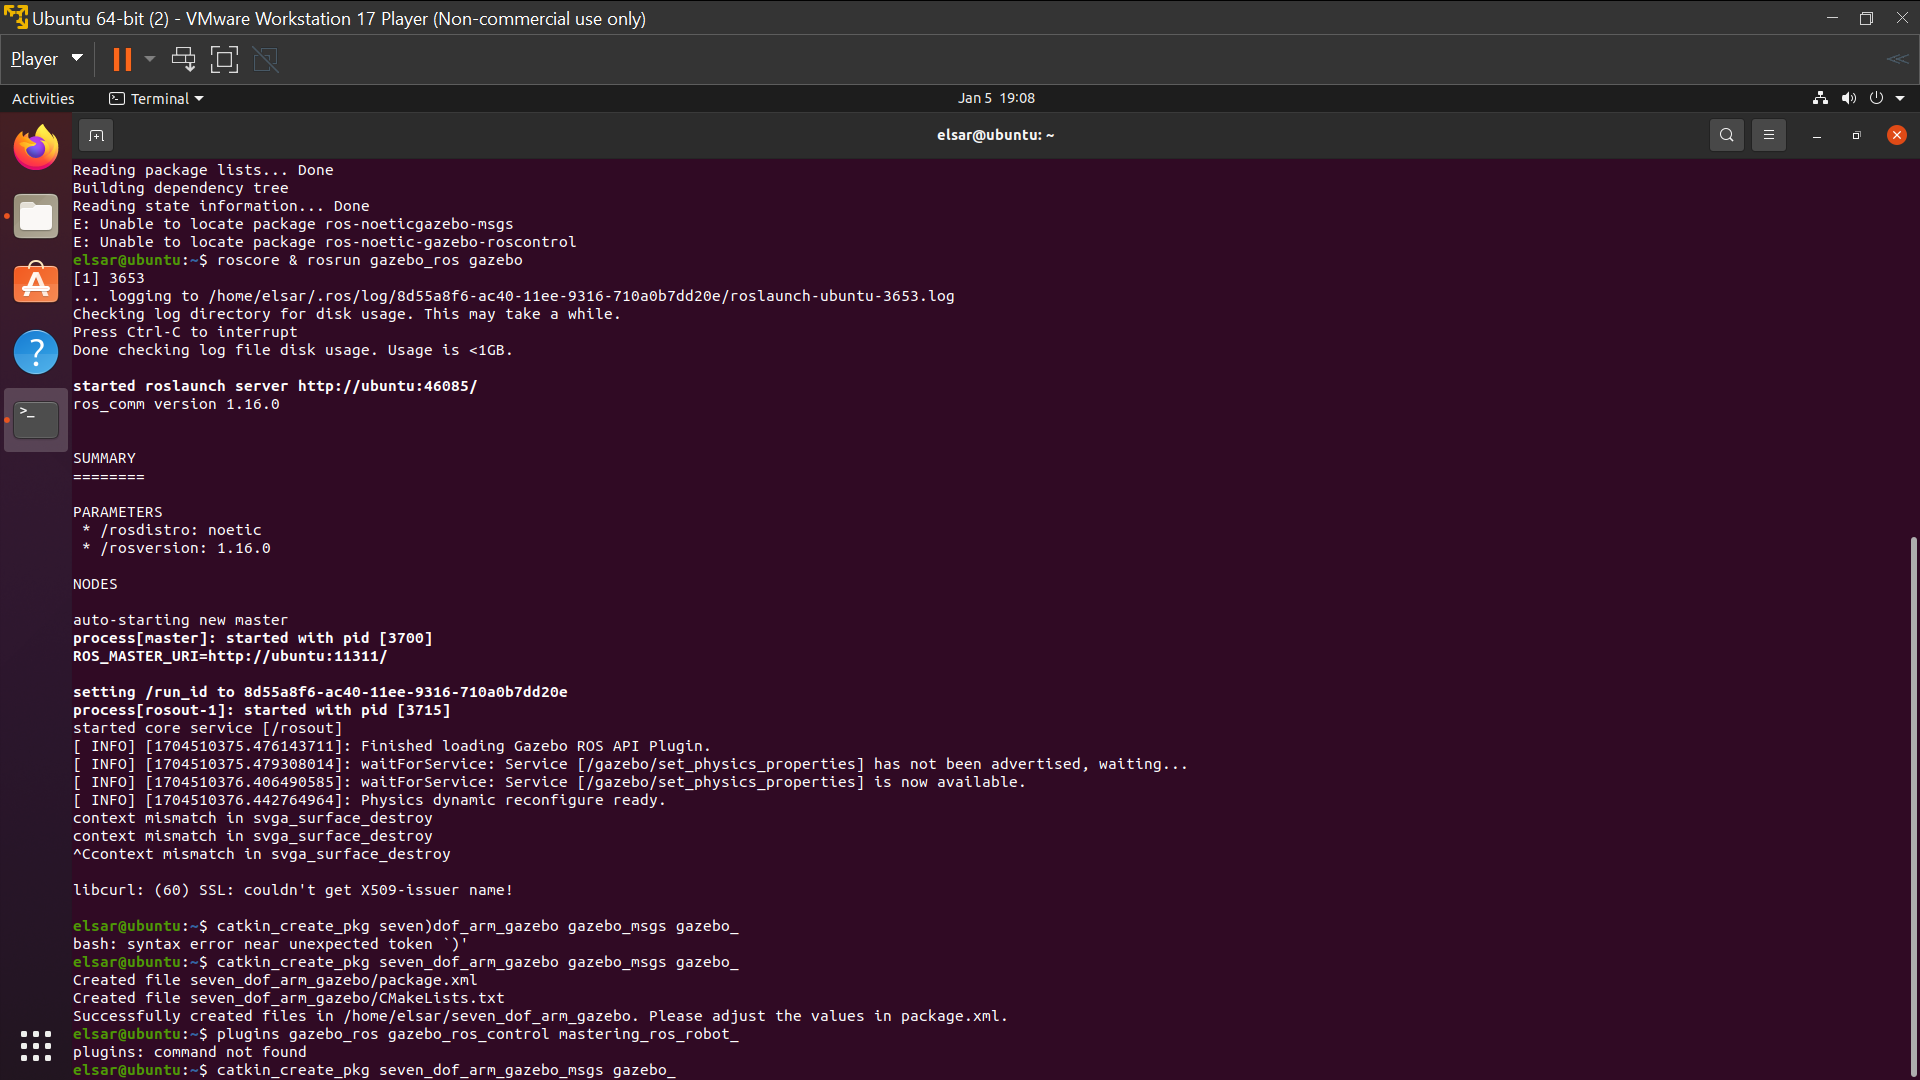 Ubuntu 64-bit (2) - VMware Workstation 17 Player (Non-commercial use only)
Player
Activities
Terminal
Jan 5 19:08
elsar@ubuntu: ~
Reading package lists... Done
Building dependency tree
Reading state information... Done
E: Unable to locate package ros-noeticgazebo-msgs
E: Unable to locate package ros-noetic-gazebo-roscontrol
elsar@ubuntu:~$ roscore & rosrun gazebo_ros gazebo
[1] 3653
... logging to /home/elsar/.ros/log/8d55a8f6-ac40-11ee-9316-710a0b7dd20e/roslaunch-ubuntu-3653.log
Checking log directory for disk usage. This may take a while.
Press Ctrl-C to interrupt
Done checking log file disk usage. Usage is <1GB.
started roslaunch server http://ubuntu:46085/
ros_comm version 1.16.0
SUMMARY
========
PARAMETERS
* /rosdistro: noetic
* /rosversion: 1.16.0
NODES
auto-starting new master
process[master]: started with pid [3700]
ROS_MASTER_URI=http://ubuntu:11311/
setting /run_id to 8d55a8f6-ac40-11ee-9316-710a0b7dd20e
process[rosout-1]: started with pid [3715]
started core service [/rosout]
[ INFO] [1704510375.476143711]: Finished loading Gazebo ROS API Plugin.
[ INFO] [1704510375.479308014]: waitForService: Service [/gazebo/set_physics_properties] has not been advertised, waiting...
[ INFO] [1704510376.406490585]: waitForService: Service [/gazebo/set_physics_properties] is now available.
[ INFO] [1704510376.442764964]: Physics dynamic reconfigure ready.
context mismatch in svga_surface_destroy
context mismatch in svga_surface_destroy
^Ccontext mismatch in svga_surface_destroy
libcurl: (60) SSL: couldn't get X509-issuer name!
elsar@ubuntu:~$ catkin_create_pkg seven)dof_arm_gazebo gazebo_msgs gazebo_
bash: syntax error near unexpected token `)'
elsar@ubuntu:~$ catkin_create_pkg seven_dof_arm_gazebo gazebo_msgs gazebo_
Created file seven_dof_arm_gazebo/package.xml
Created file seven_dof_arm_gazebo/CMakeLists.txt
Successfully created files in /home/elsar/seven_dof_arm_gazebo. Please adjust the values in package.xml.
elsar@ubuntu:~$ plugins gazebo_ros gazebo_ros_control mastering_ros_robot_
plugins: command not found
elsar@ubuntu:~$ catkin_create_pkg seven_dof_arm_gazebo_msgs gazebo_